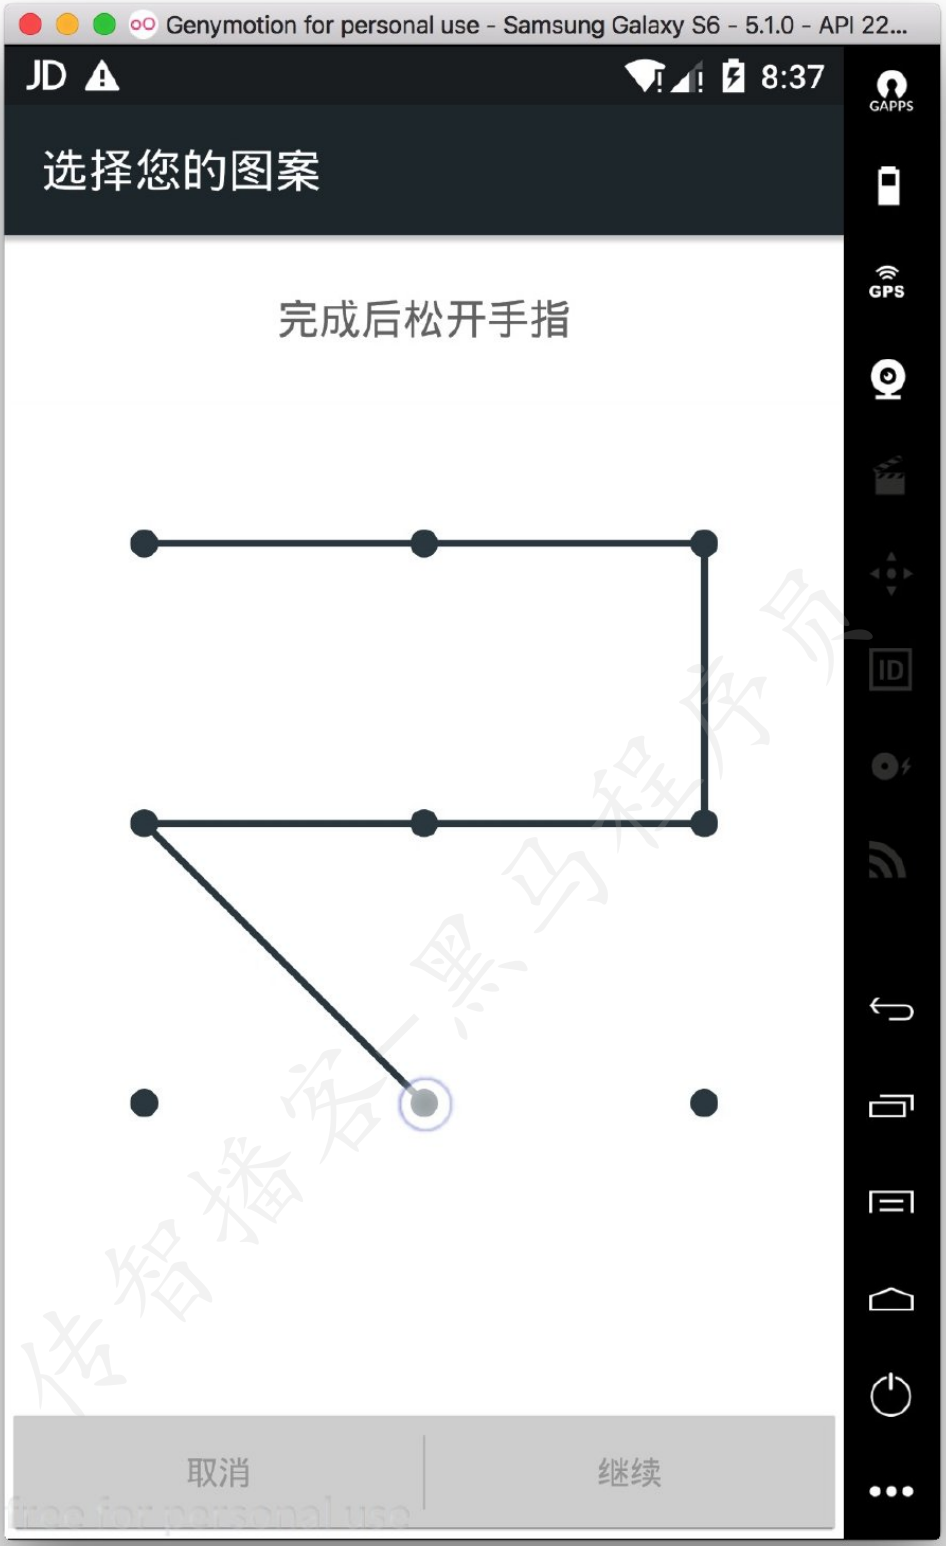 Genymotion for personal use - Samsung Galaxy S6 - 5.1.0 - API 22...
JD
8:37
GAPPS
选择您的图案
GPS
完成后松开手指
ID
传智播客-黑马程序员
取消
继续
free for personal use